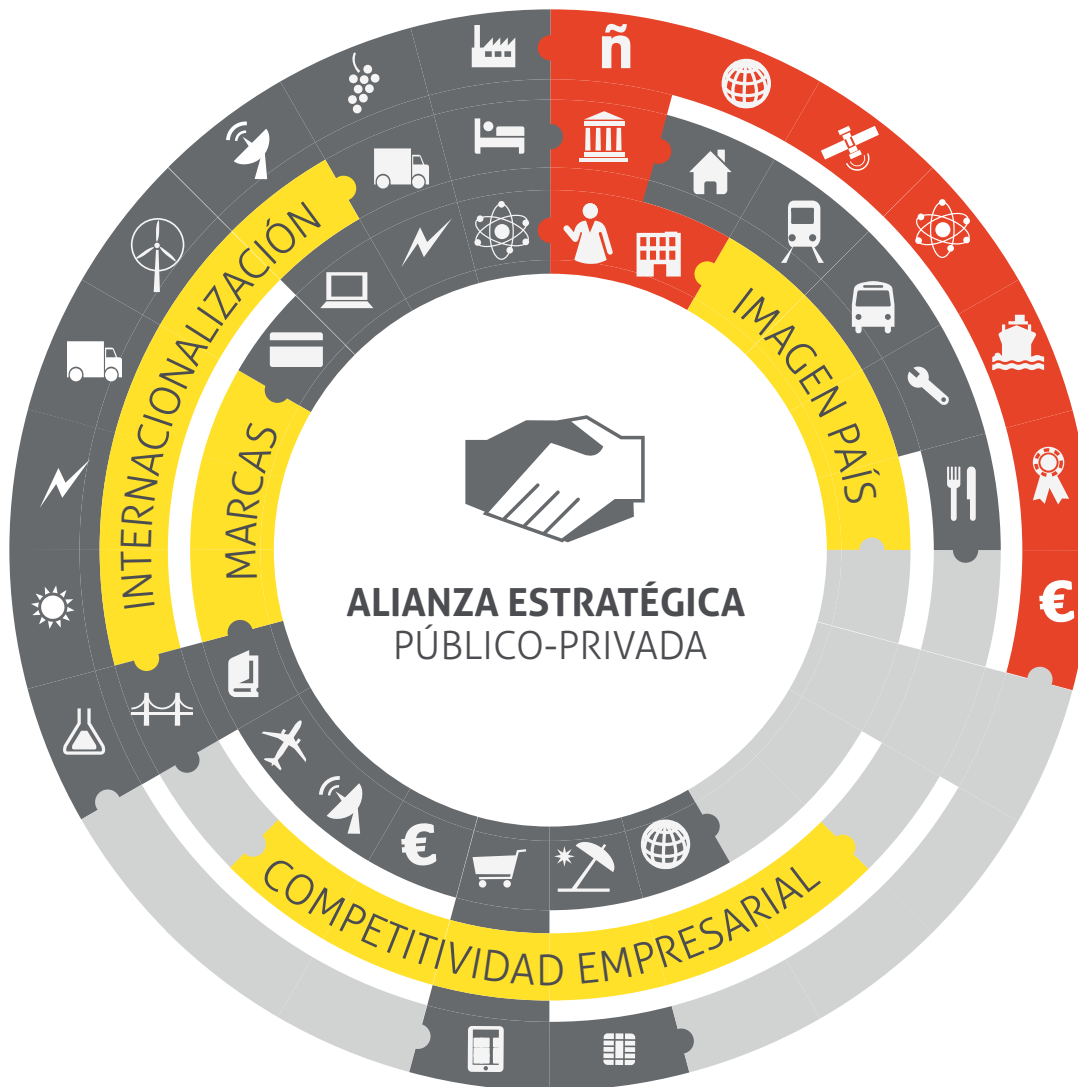 ñ
INTERNACIONALIZACIÓN
MARCAS
IMAGEN PAÍS
€
ALIANZA ESTRATÉGICA
PÚBLICO-PRIVADA
€
COMPETITIVIDAD EMPRESARIAL